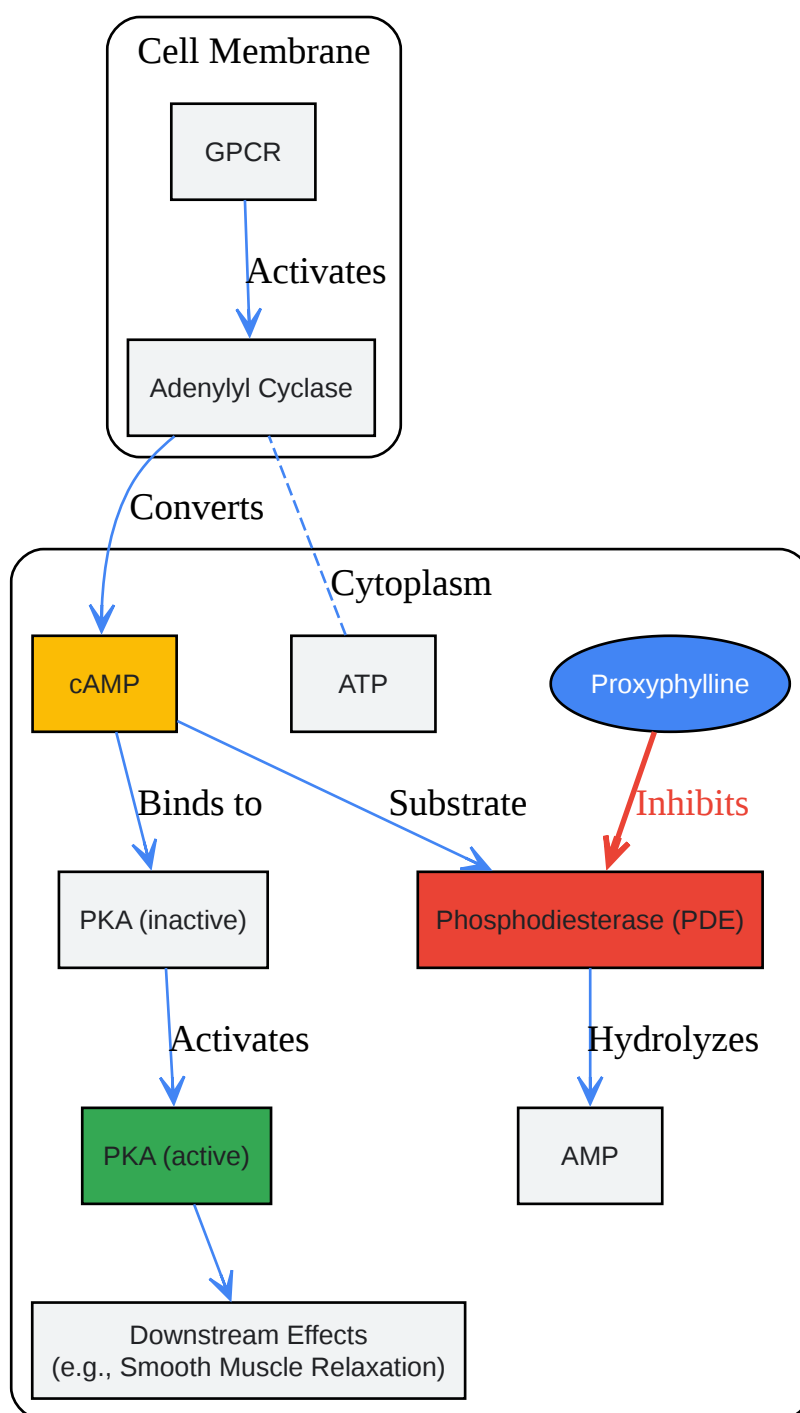 Cell Membrane
GPCR
Activates
Adenylyl Cyclase
Converts
Cytoplasm
cAMP
ATP
Proxyphylline
Binds to
Substrate
Inhibits
PKA (inactive)
Phosphodiesterase (PDE)
Activates
Hydrolyzes
PKA (active)
AMP
Downstream Effects
(e.g., Smooth Muscle Relaxation)